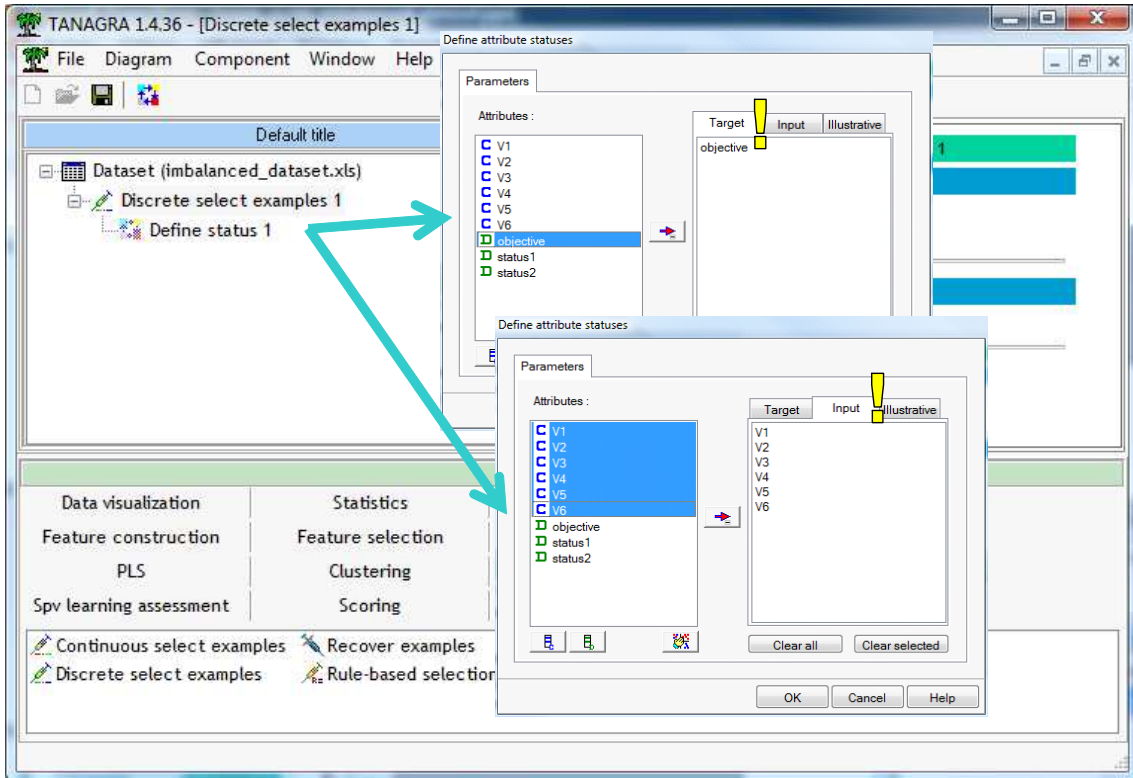 TANAGRA 1.4.36 - [Discrete select examples 1]
File Diagram Component Window Help
Default title
Dataset (imbalanced_dataset.xls)
Discrete select examples 1
Define status 1
1
Define attribute statuses
Parameters
Attributes :
Target Input Illustrative
C V1
C V2
C V3
C V4
C V5
C V6
D objective
D status1
D status2
objective
Define attribute statuses
Parameters
Attributes :
Target Input Illustrative
C V1
C V2
C V3
C V4
C V5
C V6
D objective
D status1
D status2
V1
V2
V3
V4
V5
V6
Clear all Clear selected
OK Cancel Help
Data visualization Statistics
Feature construction Feature selection
PLS Clustering
Spv learning assessment Scoring
Continuous select examples Recover examples
Discrete select examples Rule-based selection